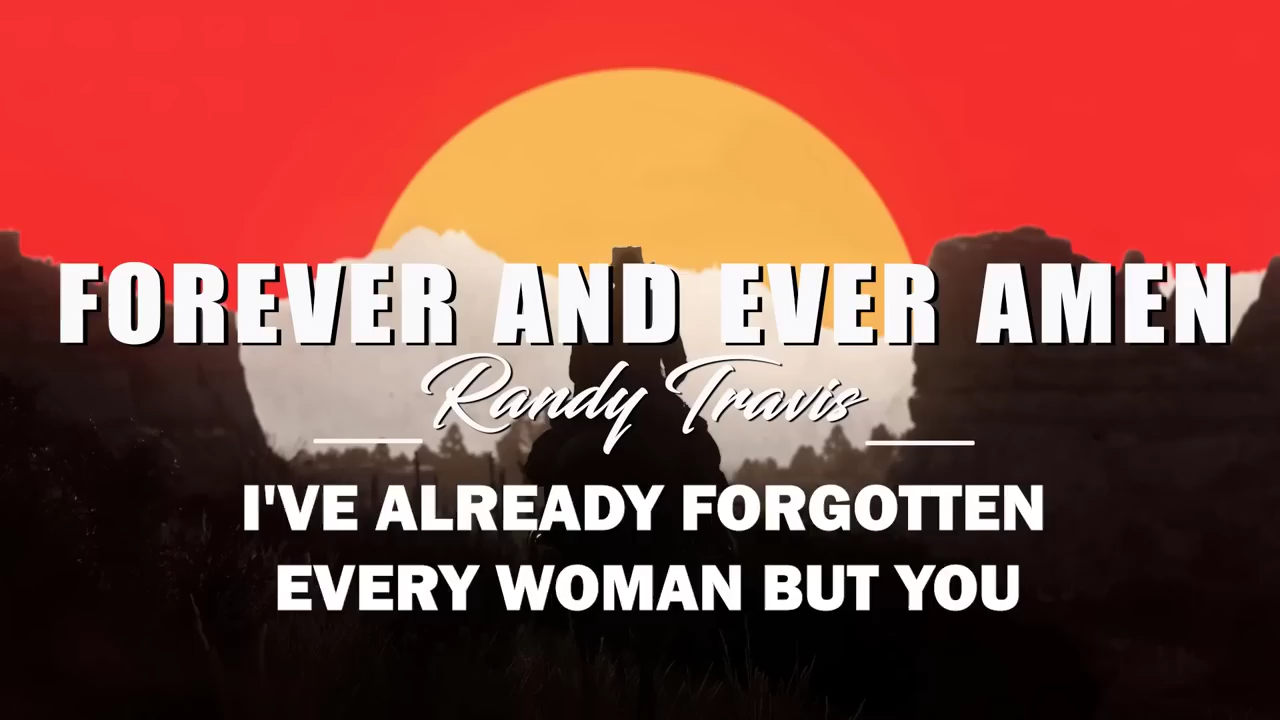 FOREVER AND EVER AMEN
Randy Travis
I'VE ALREADY FORGOTTEN
EVERY WOMAN BUT YOU